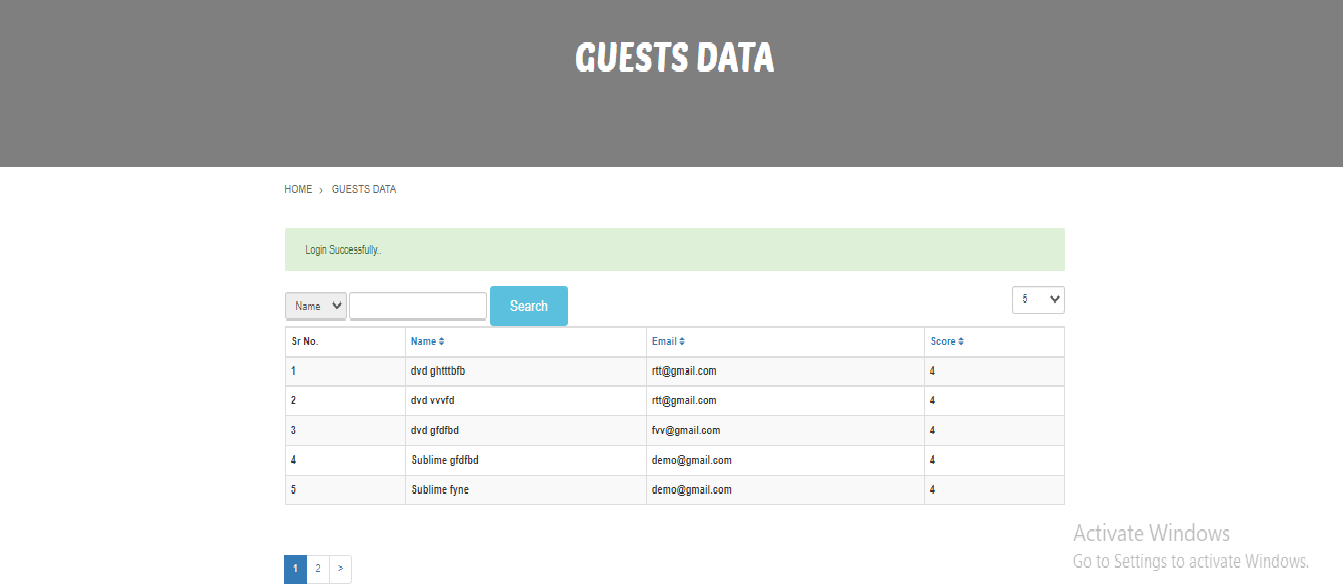 GUESTS DATA
HOME › GUESTS DATA
Login Successfully..
Name Search 5
Sr No. Name Email Score
1 dvd ghtttbfb rtt@gmail.com 4
2 dvd vvvfd rtt@gmail.com 4
3 dvd gfdfbd fvv@gmail.com 4
4 Sublime gfdfbd demo@gmail.com 4
5 Sublime fyne demo@gmail.com 4
Activate Windows
Go to Settings to activate Windows.
1 2 >